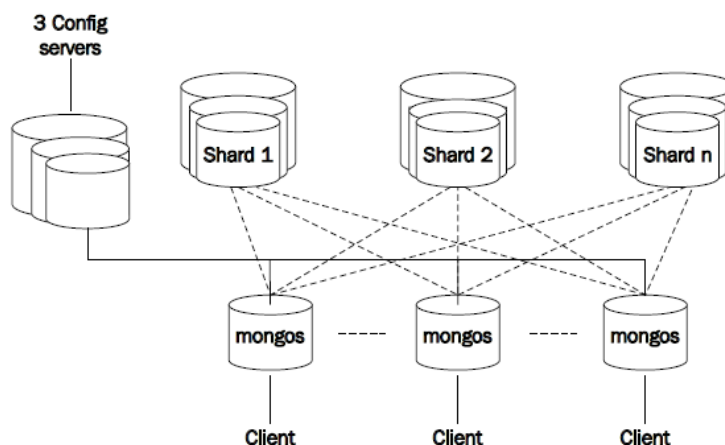 3 Config
servers
Shard 1
Shard 2
Shard n
mongos
mongos
mongos
Client
Client
Client